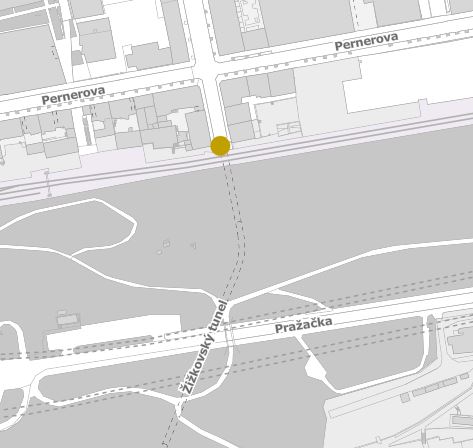 Pernerova
Pernerova
Žižkovský tunel
Pražačka